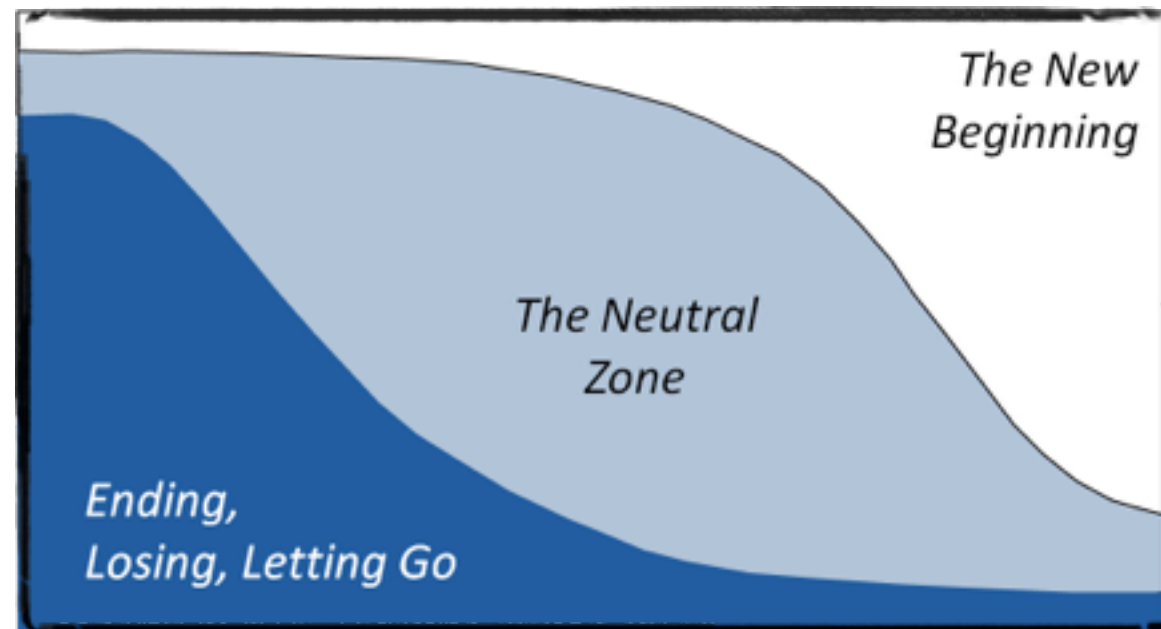 The New
Beginning
The Neutral
Zone
Ending,
Losing, Letting Go